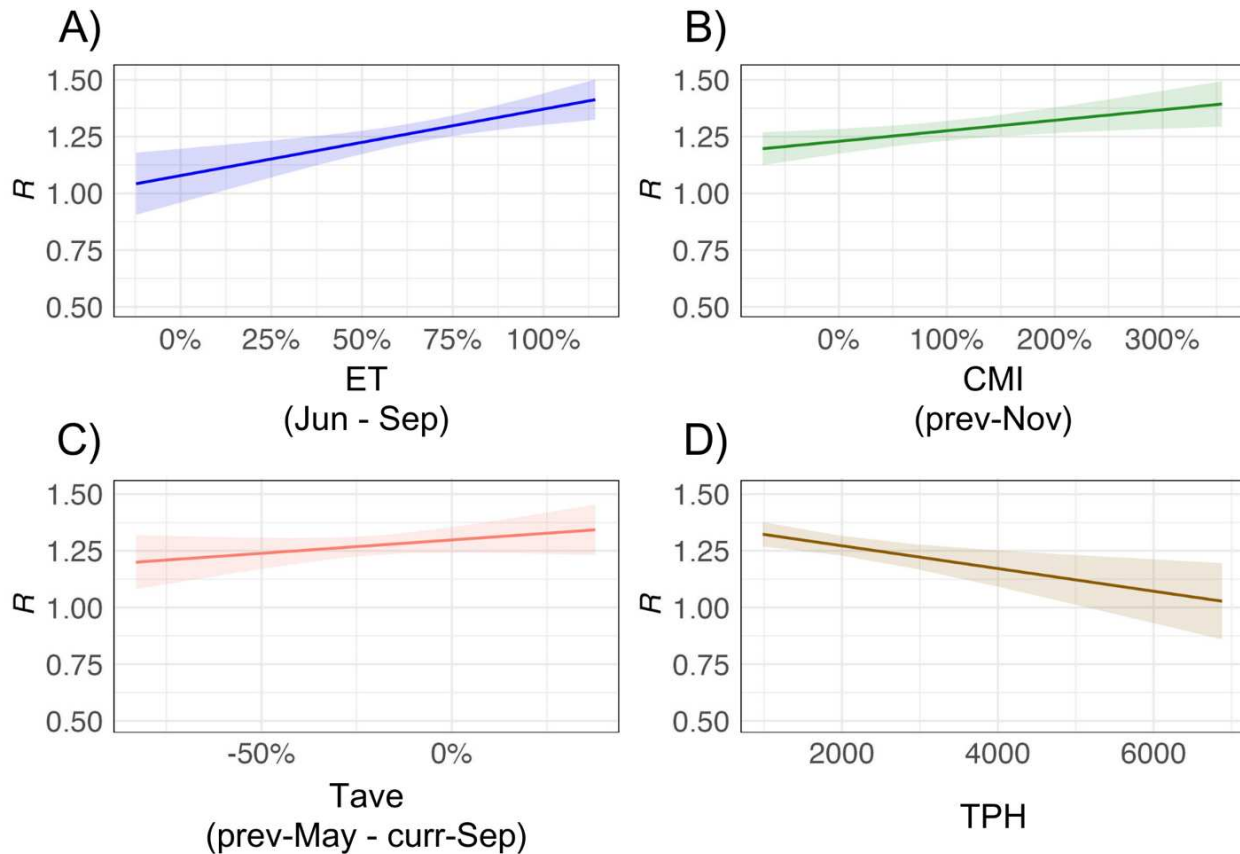 A)
1.50
1.25
1.00
0.75
0.50
R
0% 25% 50% 75% 100%
ET
(Jun - Sep)
B)
1.50
1.25
1.00
0.75
0.50
R
0% 100% 200% 300%
CMI
(prev-Nov)
C)
1.50
1.25
1.00
0.75
0.50
R
-50% 0%
Tave
(prev-May - curr-Sep)
D)
1.50
1.25
1.00
0.75
0.50
R
2000 4000 6000
TPH